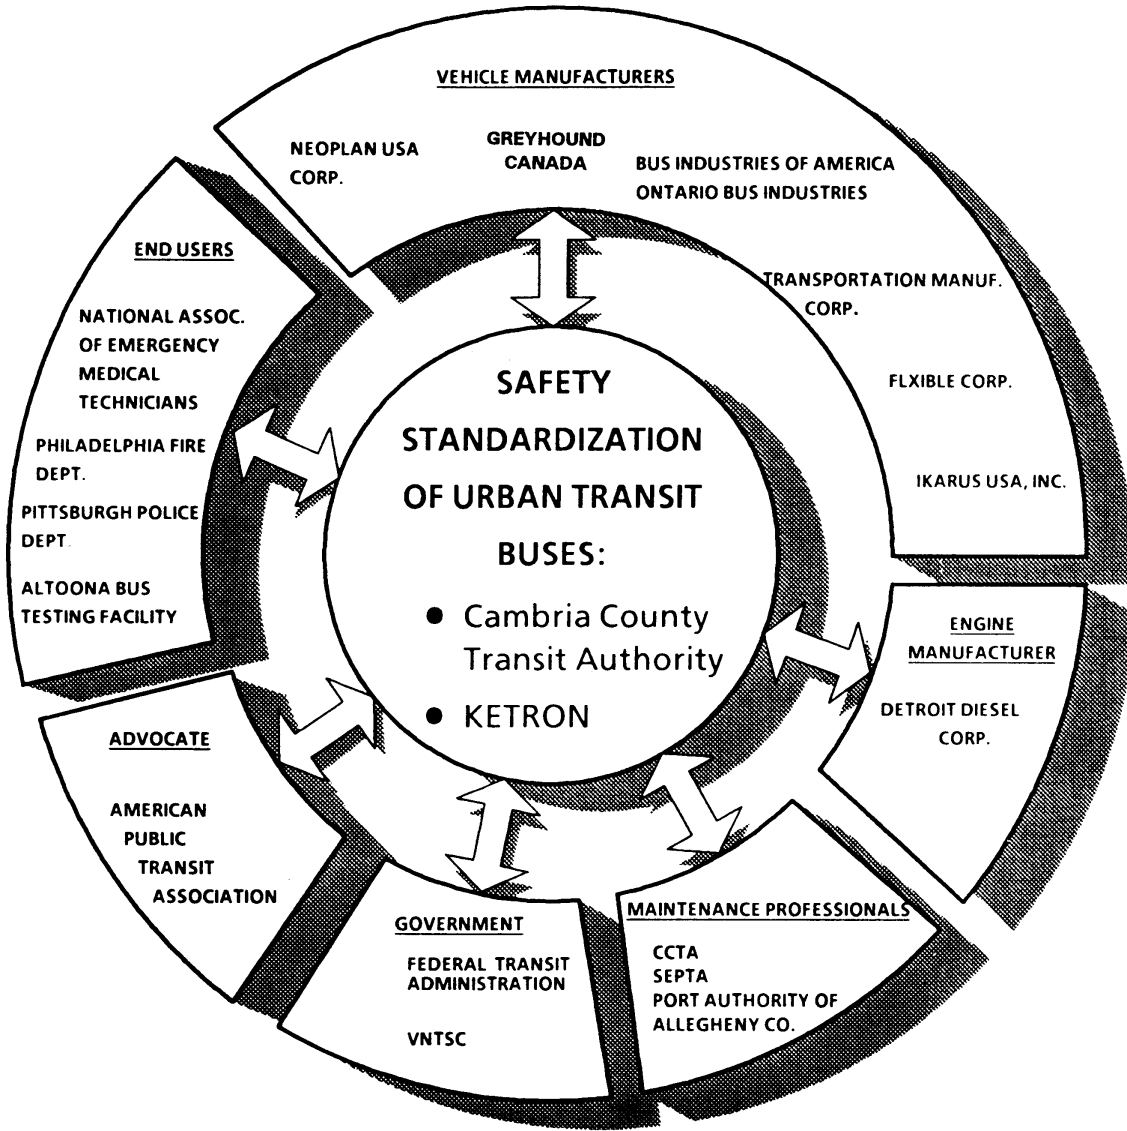 VEHICLE MANUFACTURERS
NEOPLAN USA
CORP.
GREYHOUND
CANADA
BUS INDUSTRIES OF AMERICA
ONTARIO BUS INDUSTRIES
TRANSPORTATION MANUF.
CORP.
FLXIBLE CORP.
IKARUS USA, INC.
END USERS
NATIONAL ASSOC.
OF EMERGENCY
MEDICAL
TECHNICIANS
PHILADELPHIA FIRE
DEPT.
PITTSBURGH POLICE
DEPT.
ALTOONA BUS
TESTING FACILITY
SAFETY
STANDARDIZATION
OF URBAN TRANSIT
BUSES:
• Cambria County
Transit Authority
• KETRON
ENGINE
MANUFACTURER
DETROIT DIESEL
CORP.
ADVOCATE
AMERICAN
PUBLIC
TRANSIT
ASSOCIATION
GOVERNMENT
FEDERAL TRANSIT
ADMINISTRATION
VNTSC
MAINTENANCE PROFESSIONALS
CCTA
SEPTA
PORT AUTHORITY OF
ALLEGHENY CO.